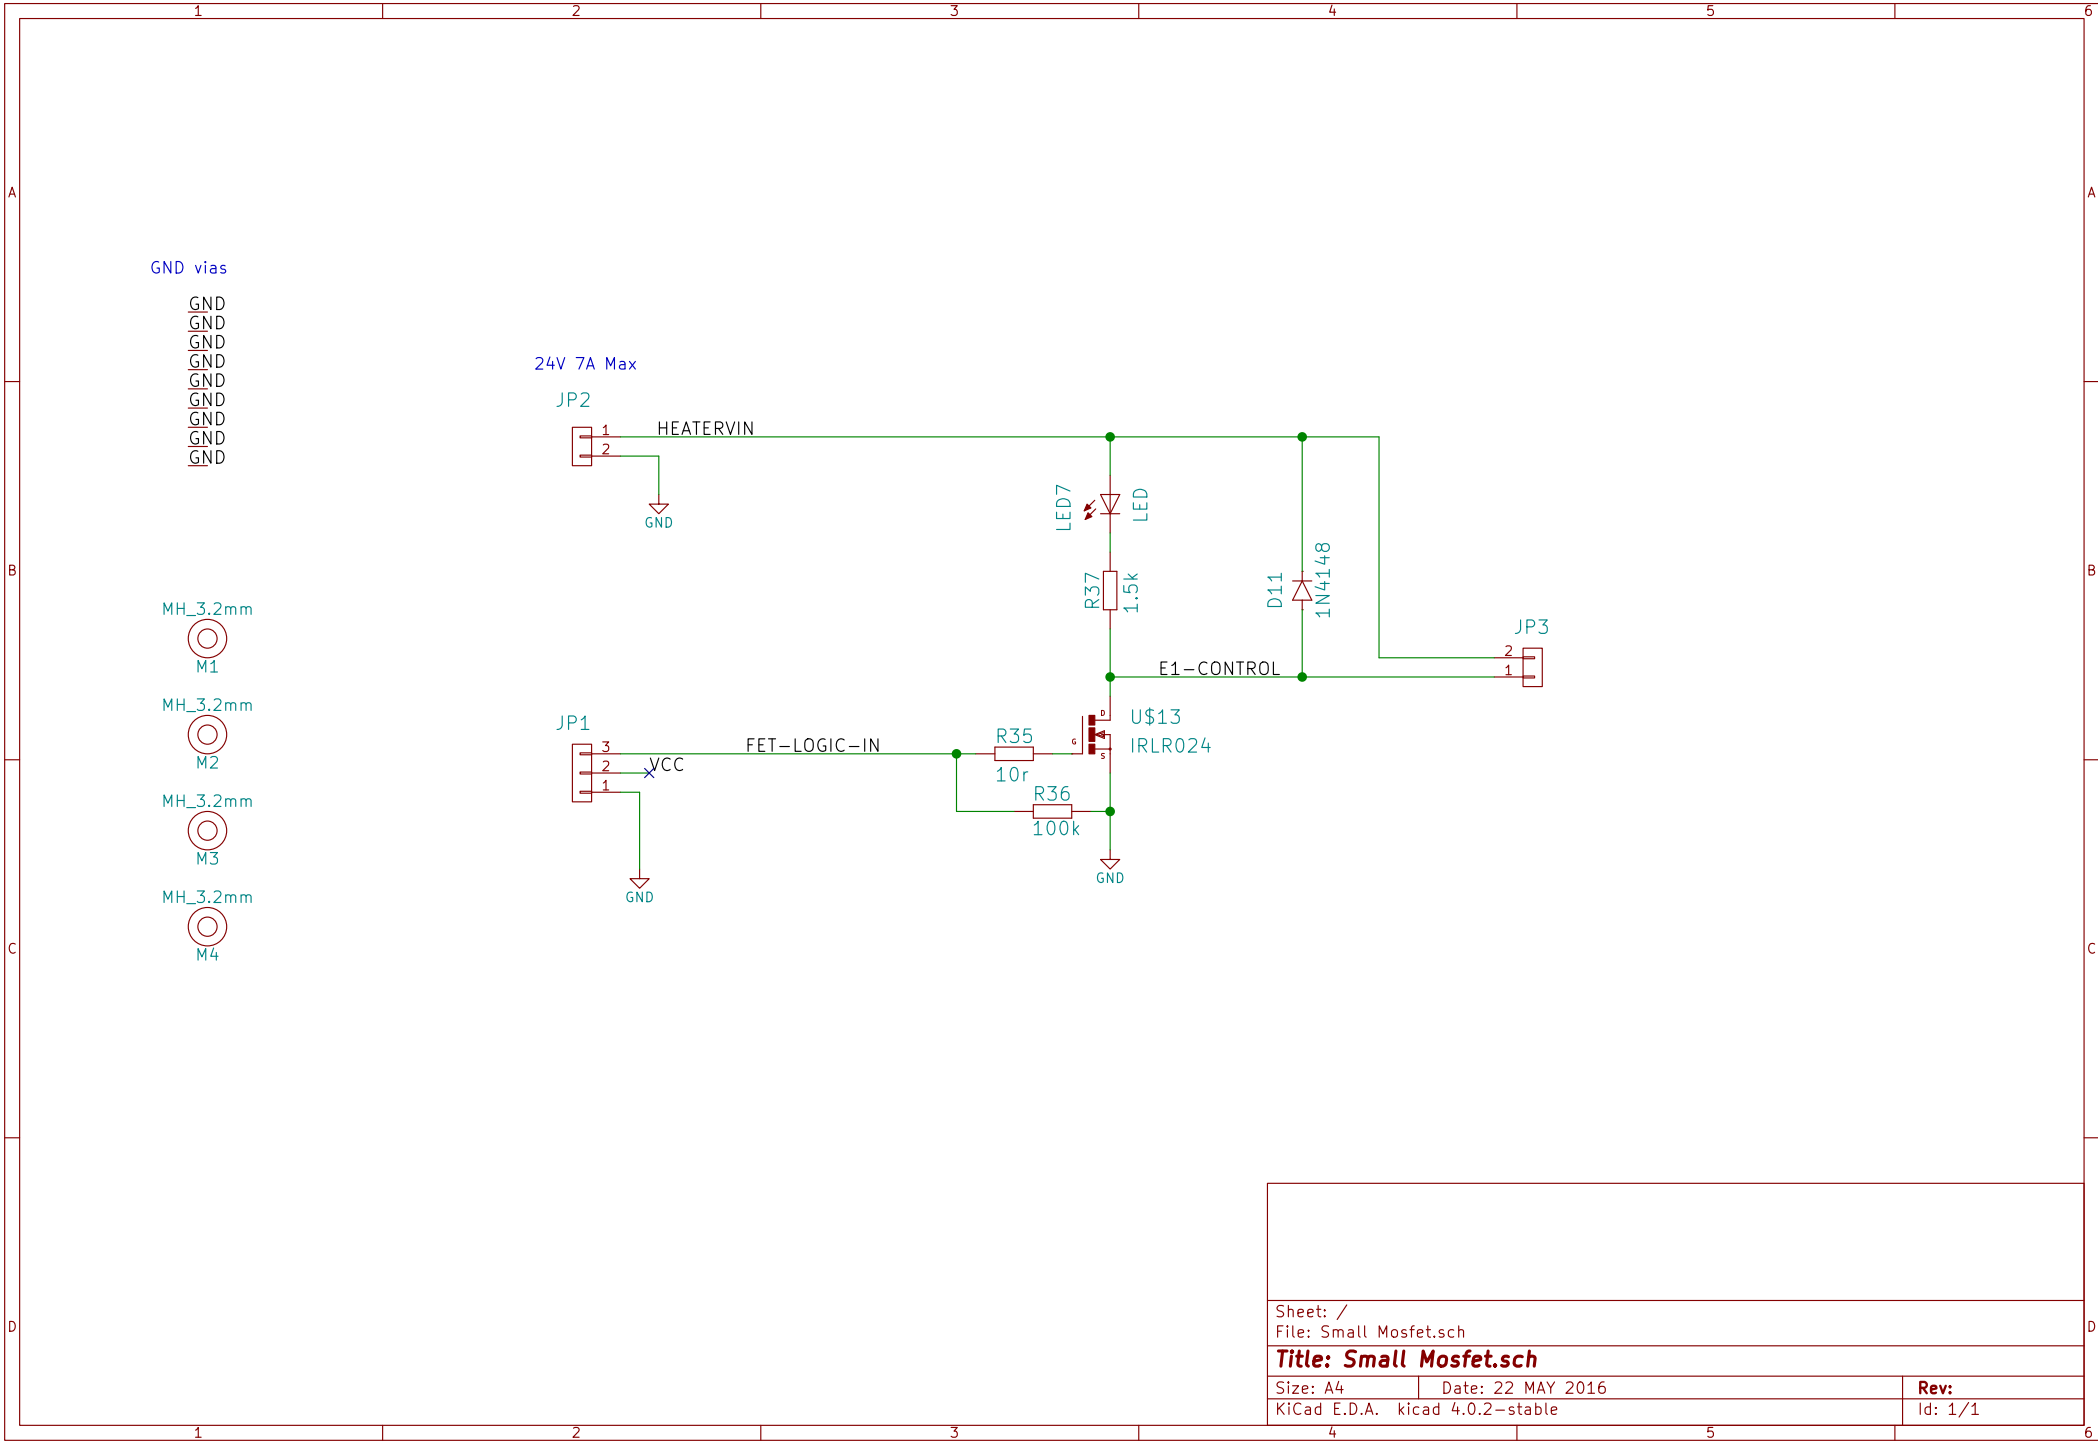 1 2 3 4 5 6
A A
GND vias
GND
GND
GND
GND
GND
GND
GND
GND
GND
24V 7A Max
JP2
1
2
HEATERVIN
GND
LED7
LED
B B
R37
1.5k
D11
1N4148
MH_3.2mm
M1
JP3
2
1
E1-CONTROL
MH_3.2mm
M2
JP1
3
2
1
FET-LOGIC-IN
VCC
GND
R35
10r
D
G
S
U$13
IRLR024
R36
100k
GND
MH_3.2mm
M3
MH_3.2mm
M4
C C
D D
Sheet: /
File: Small Mosfet.sch
Title: Small Mosfet.sch
Size: A4
Date: 22 MAY 2016
Rev:
KiCad E.D.A. kicad 4.0.2-stable
Id: 1/1
1 2 3 4 5 6